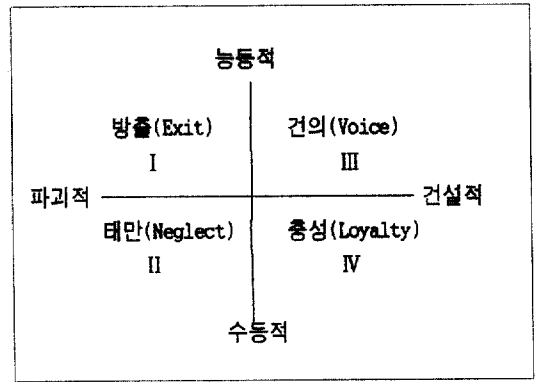 능동적
방출(Exit) 건의(Voice)
I III
파괴적 건설적
태만(Neglect) 충성(Loyalty)
II IV
수동적